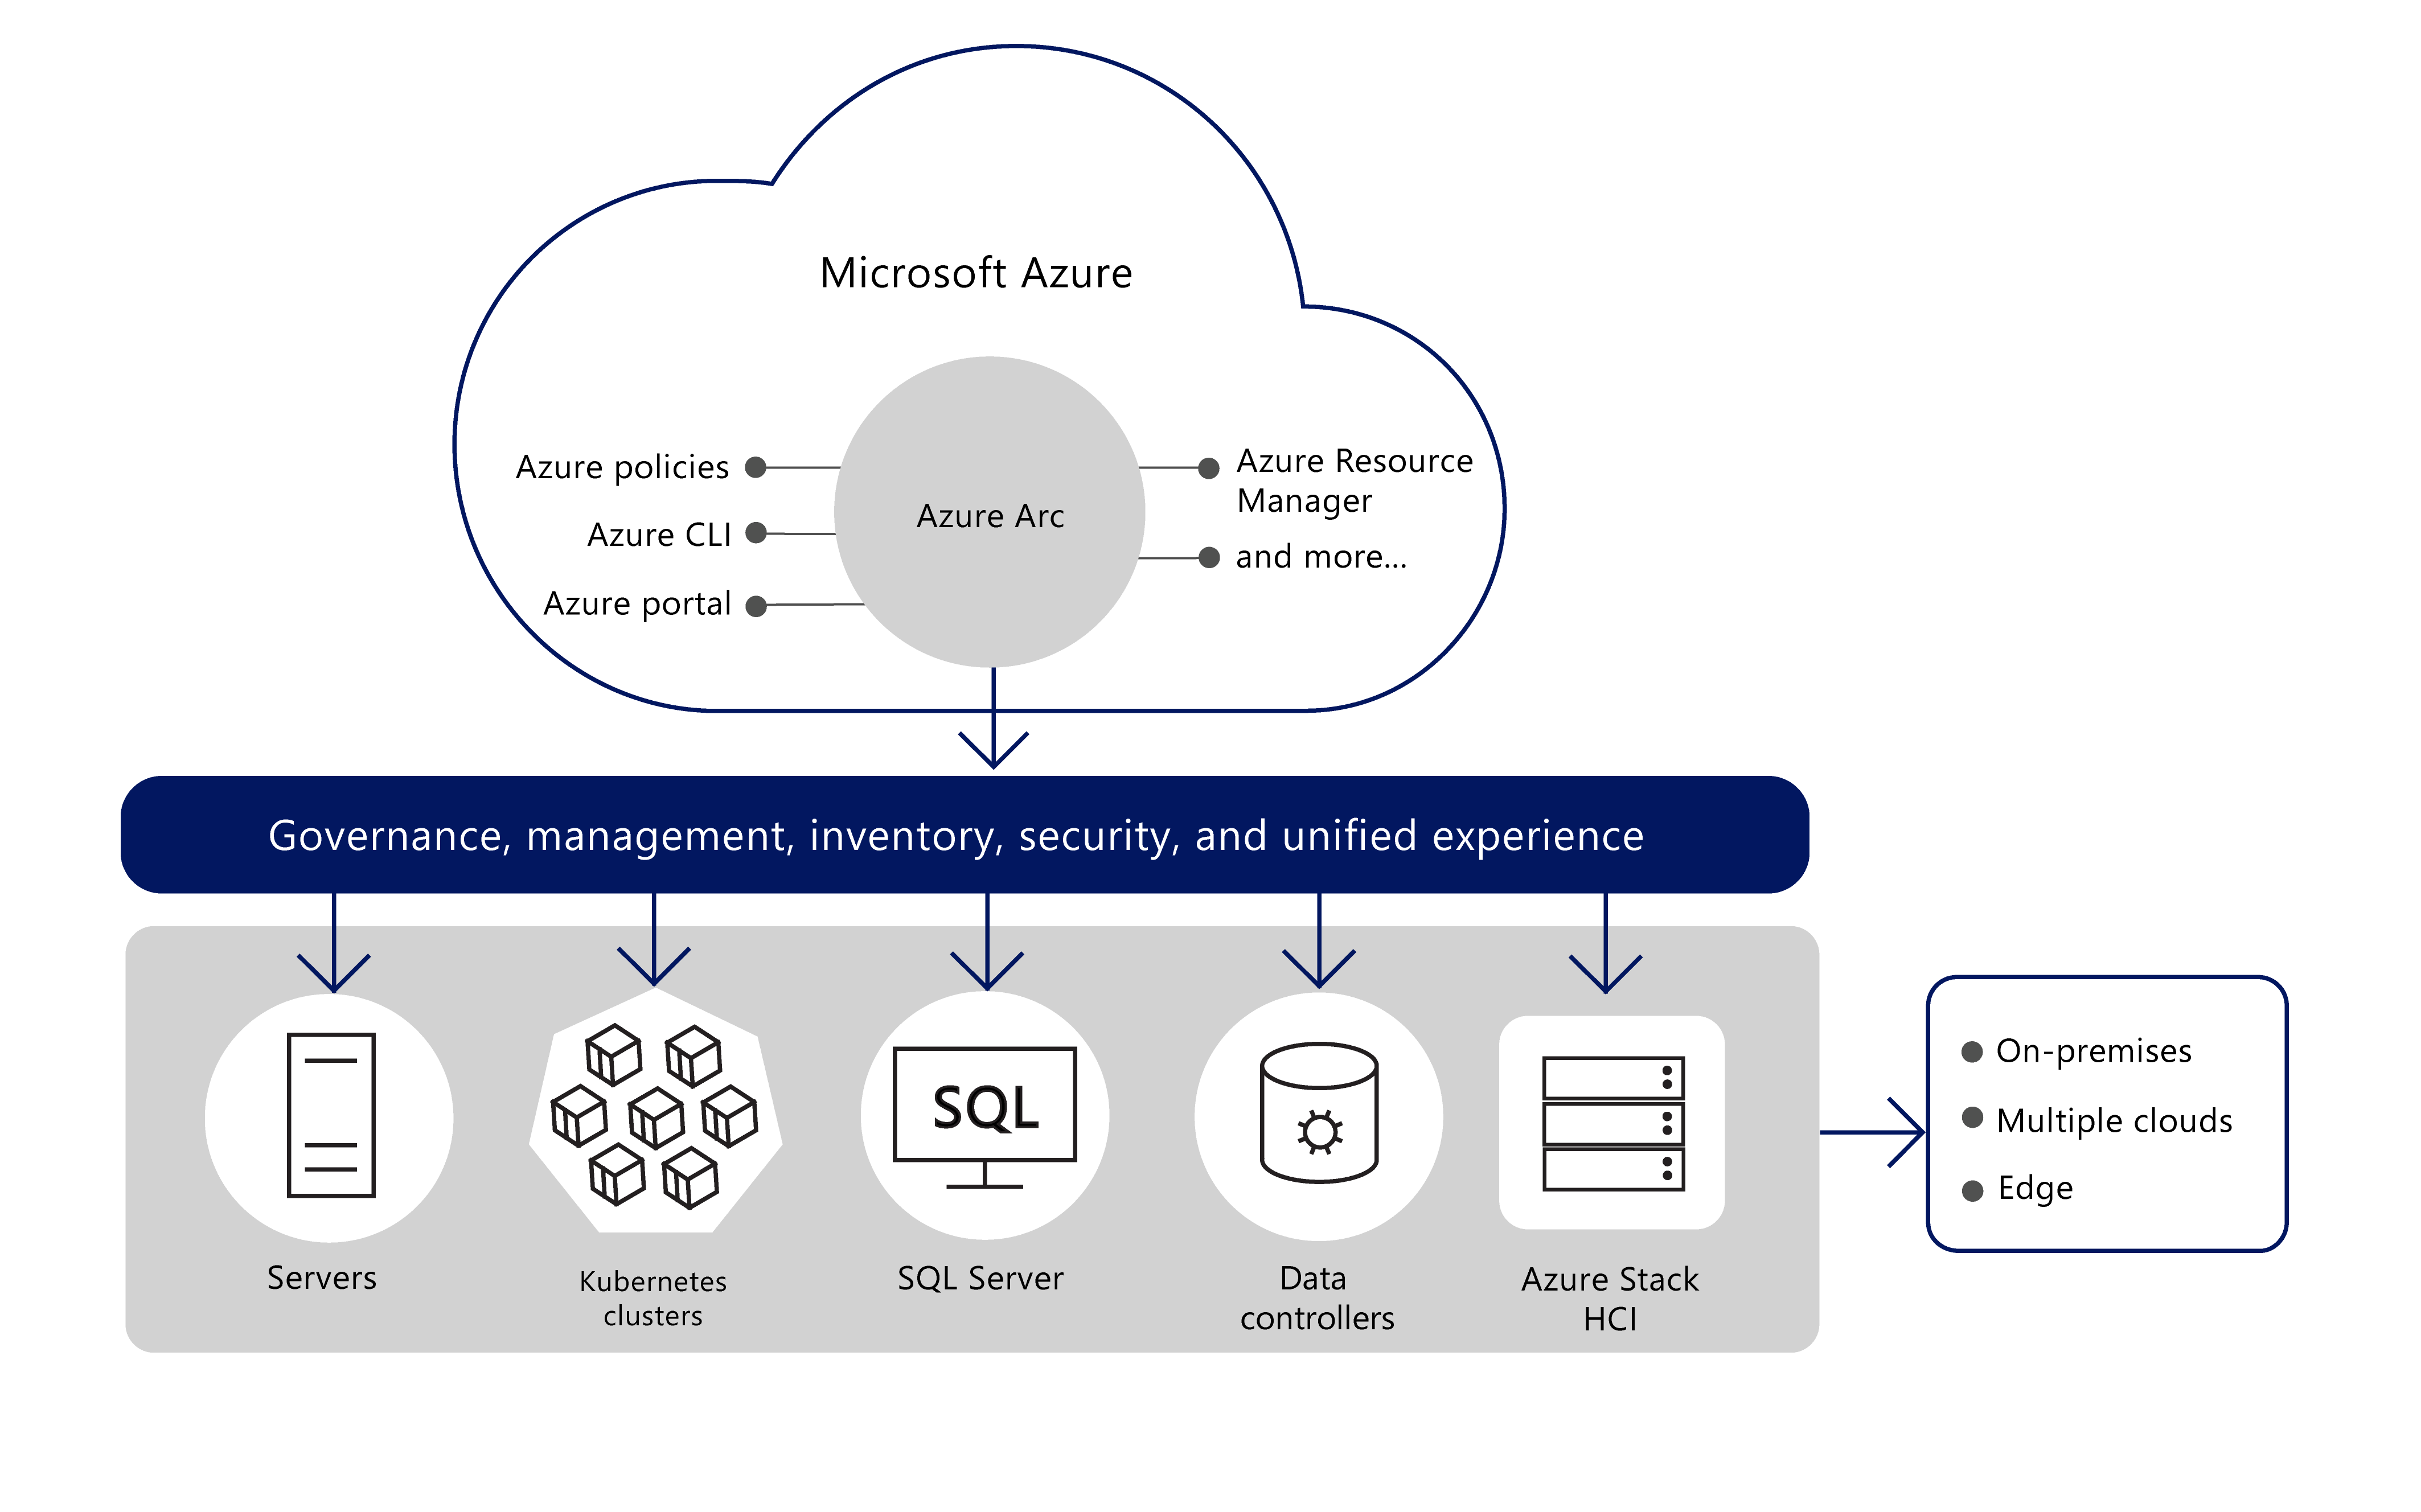 Microsoft Azure
Azure policies
Azure CLI
Azure portal
Azure Arc
Azure Resource
Manager
and more...
Governance, management, inventory, security, and unified experience
SQL
Servers
Kubernetes
clusters
SQL Server
Data
controllers
Azure Stack
HCI
On-premises
Multiple clouds
Edge